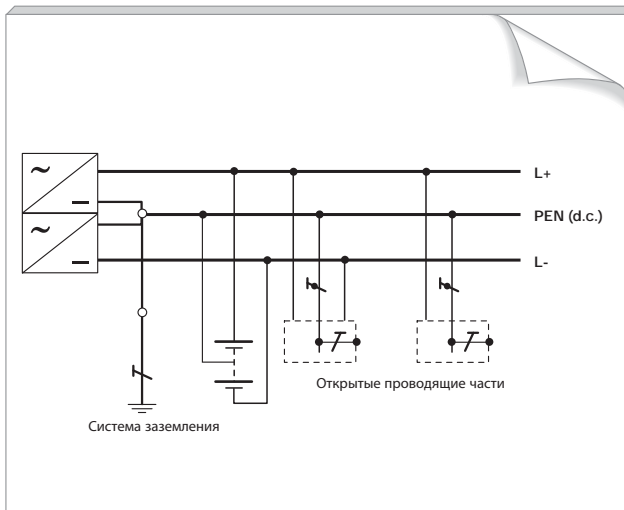 L+
PEN (d.c.)
L-
Открытые проводящие части
Система заземления